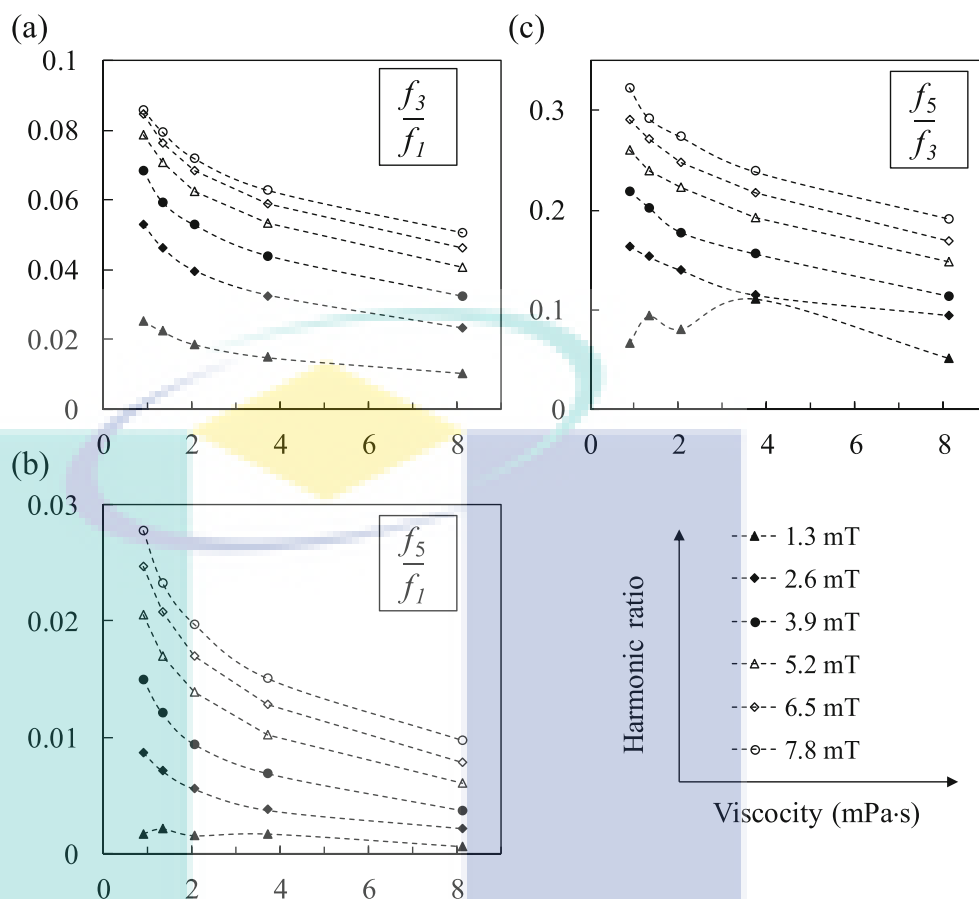 (a)
0.1
0.08
0.06
0.04
0.02
0
0 2 4 6 8
f3
f1
(c)
0.3
0.2
0.1
0
0 2 4 6 8
f5
f3
(b)
0.03
0.02
0.01
0
0 2 4 6 8
f5
f1
Harmonic ratio
Viscocity (mPa·s)
1.3 mT
2.6 mT
3.9 mT
5.2 mT
6.5 mT
7.8 mT